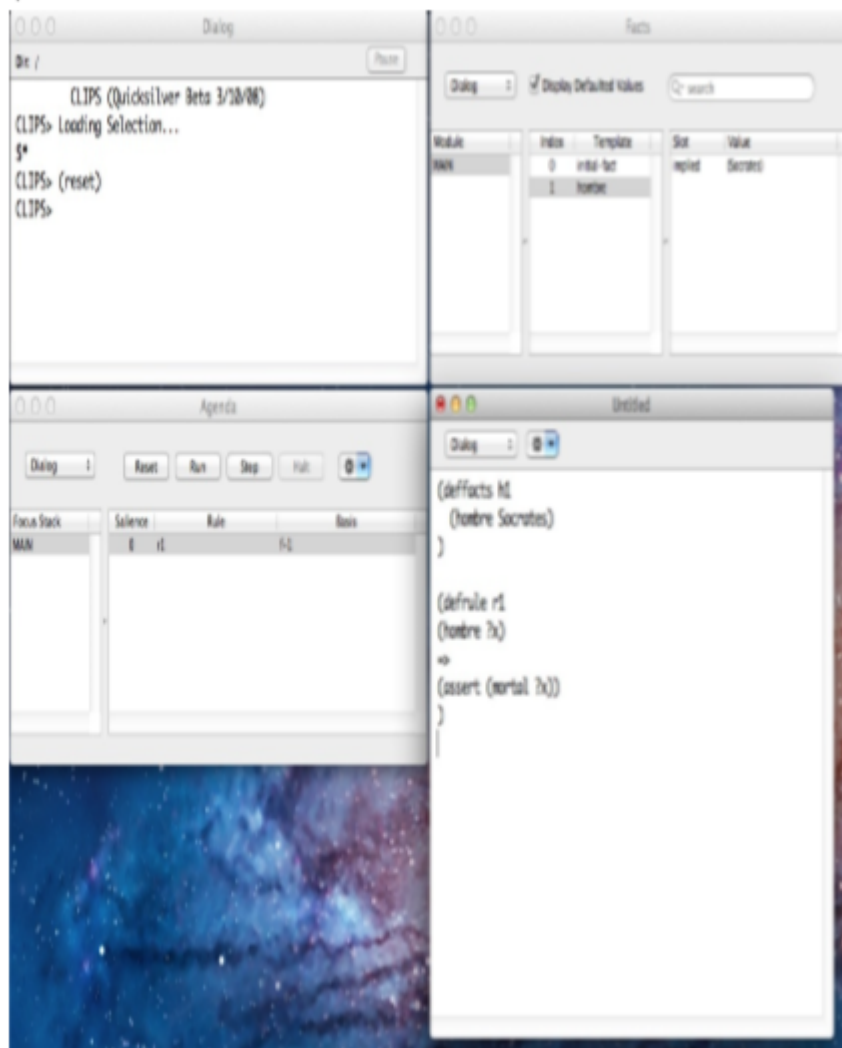 Dialog
Dir: /
Pause
CLIPS (Quicksilver Beta 3/10/08)
CLIPS> Loading Selection...
$*
CLIPS> (reset)
CLIPS>
Facts
Dialog
Display Defaulted Values
search
Module
Index Template
Slot Value
MAIN
0 initial-fact
implied (Socrates)
1 hombre
Agenda
Dialog
Reset Run Step Halt
Focus Stack
Salience Rule Basis
MAIN
0 r1 f-1
Untitled
Dialog
(deffacts h1
(hombre Socrates)
)
(defrule r1
(hombre ?x)
=>
(assert (mortal ?x))
)